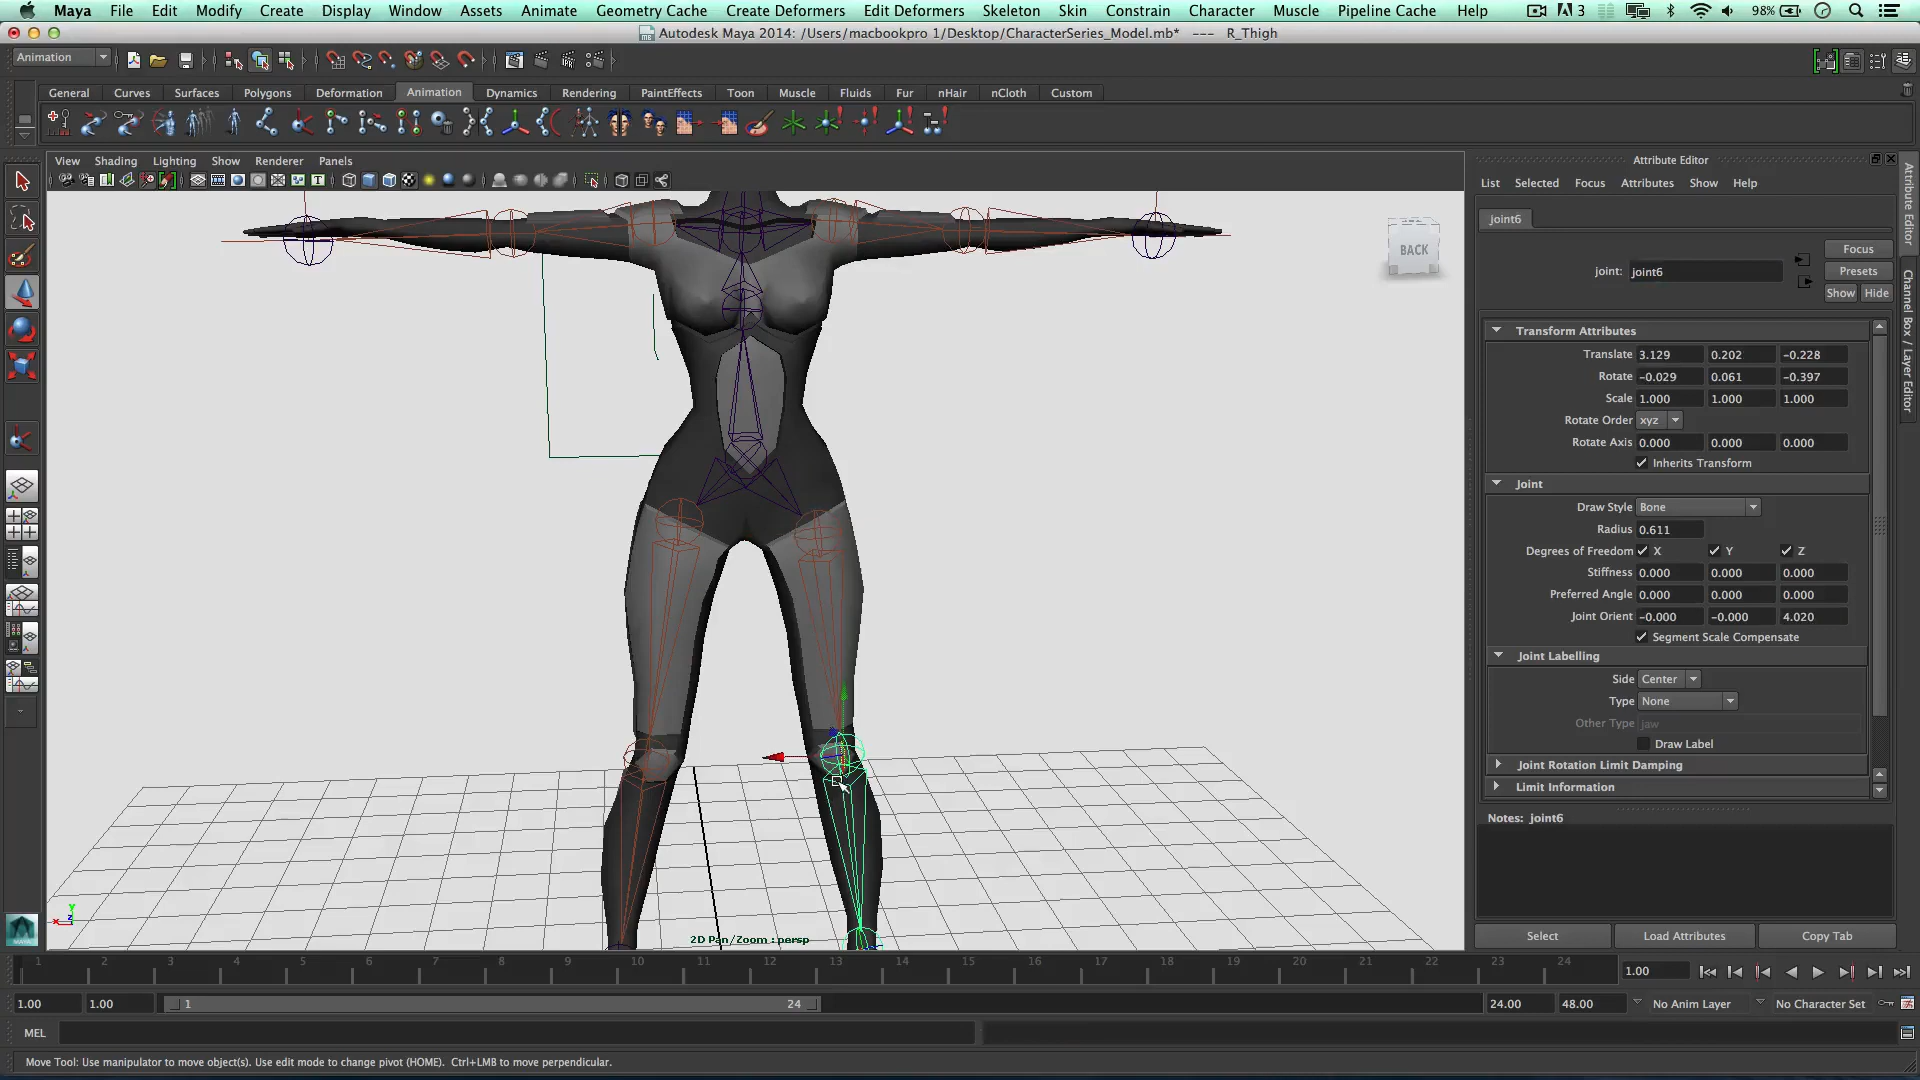 Maya File Edit Modify Create Display Window Assets Animate Geometry Cache Create Deformers Edit Deformers Skeleton Skin Constrain Character Muscle Pipeline Cache Help 3 98%
Autodesk Maya 2014: /Users/macbookpro 1/Desktop/CharacterSeries_Model.mb* --- R_Thigh
Animation
General Curves Surfaces Polygons Deformation Animation Dynamics Rendering PaintEffects Toon Muscle Fluids Fur nHair nCloth Custom
View Shading Lighting Show Renderer Panels
BACK
2D Pan/Zoom : persp
Attribute Editor
List Selected Focus Attributes Show Help
joint6
joint: joint6
Focus
Presets
Show Hide
Transform Attributes
Translate 3.129 0.202 -0.228
Rotate -0.029 0.061 -0.397
Scale 1.000 1.000 1.000
Rotate Order xyz
Rotate Axis 0.000 0.000 0.000
Inherits Transform
Joint
Draw Style Bone
Radius 0.611
Degrees of Freedom X Y Z
Stiffness 0.000 0.000 0.000
Preferred Angle 0.000 0.000 0.000
Joint Orient -0.000 -0.000 4.020
Segment Scale Compensate
Joint Labelling
Side Center
Type None
Other Type jaw
Draw Label
Joint Rotation Limit Damping
Limit Information
Notes: joint6
Select Load Attributes Copy Tab
Attribute Editor
Channel Box / Layer Editor
1 2 3 4 5 6 7 8 9 10 11 12 13 14 15 16 17 18 19 20 21 22 23 24 1.00
1.00 1.00 1 24 24.00 48.00 No Anim Layer No Character Set
MEL
Move Tool: Use manipulator to move object(s). Use edit mode to change pivot (HOME). Ctrl+LMB to move perpendicular.